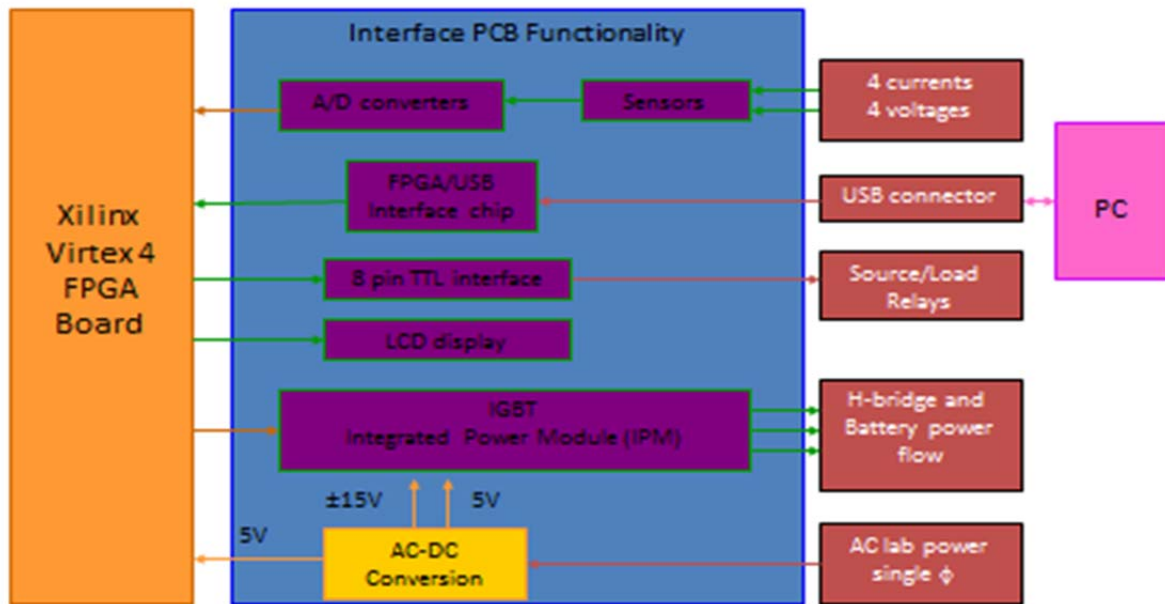 Interface PCB Functionality
A/D converters
Sensors
4 currents
4 voltages
FPGA/USB
Interface chip
USB connector
PC
Xilinx
Virtex 4
FPGA
Board
8 pin TTL interface
Source/Load
Relays
LCD display
IGBT
Integrated Power Module (IPM)
H-bridge and
Battery power
flow
±15V
5V
5V
AC-DC
Conversion
AC lab power
single ϕ